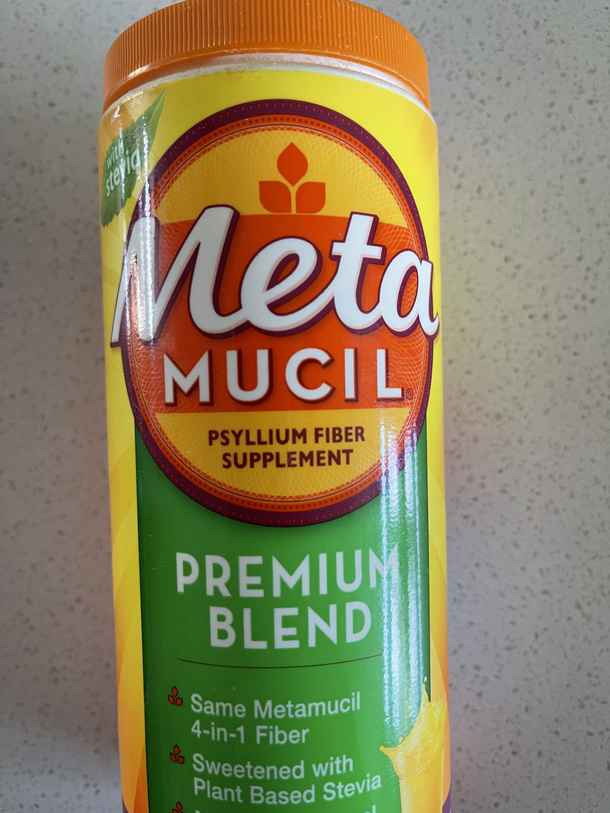 with
stevia
Meta
MUCIL®
PSYLLIUM FIBER
SUPPLEMENT
PREMIUM
BLEND
Same Metamucil
4-in-1 Fiber
Sweetened with
Plant Based Stevia